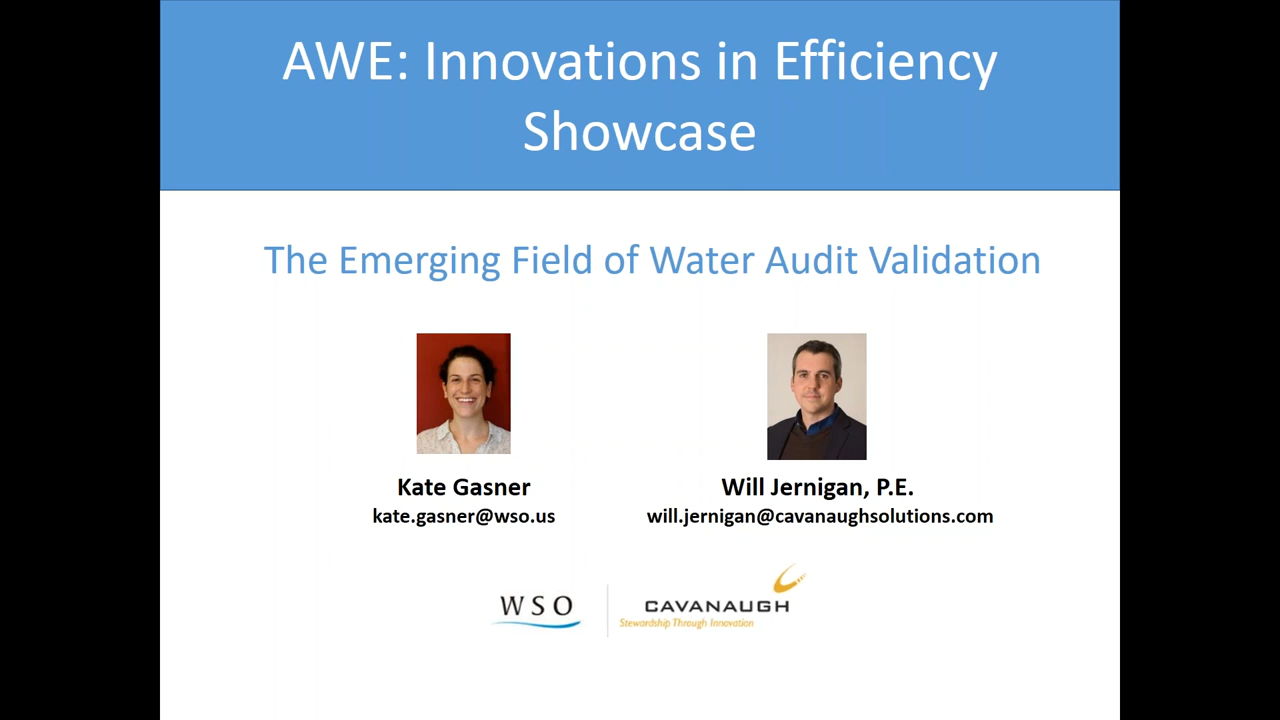 AWE: Innovations in Efficiency
Showcase
The Emerging Field of Water Audit Validation
Kate Gasner
kate.gasner@wso.us
Will Jernigan, P.E.
will.jernigan@cavanaughsolutions.com
WSO
CAVANAUGH
Stewardship Through Innovation